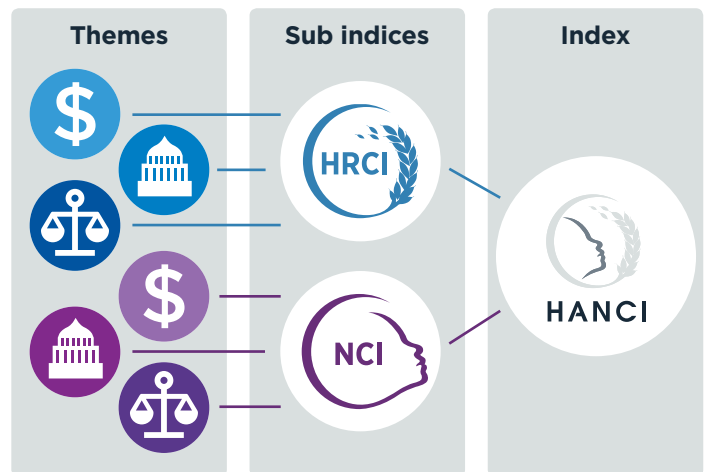 Themes
Sub indices
Index
$
HRCI
HANCI
$
NCI